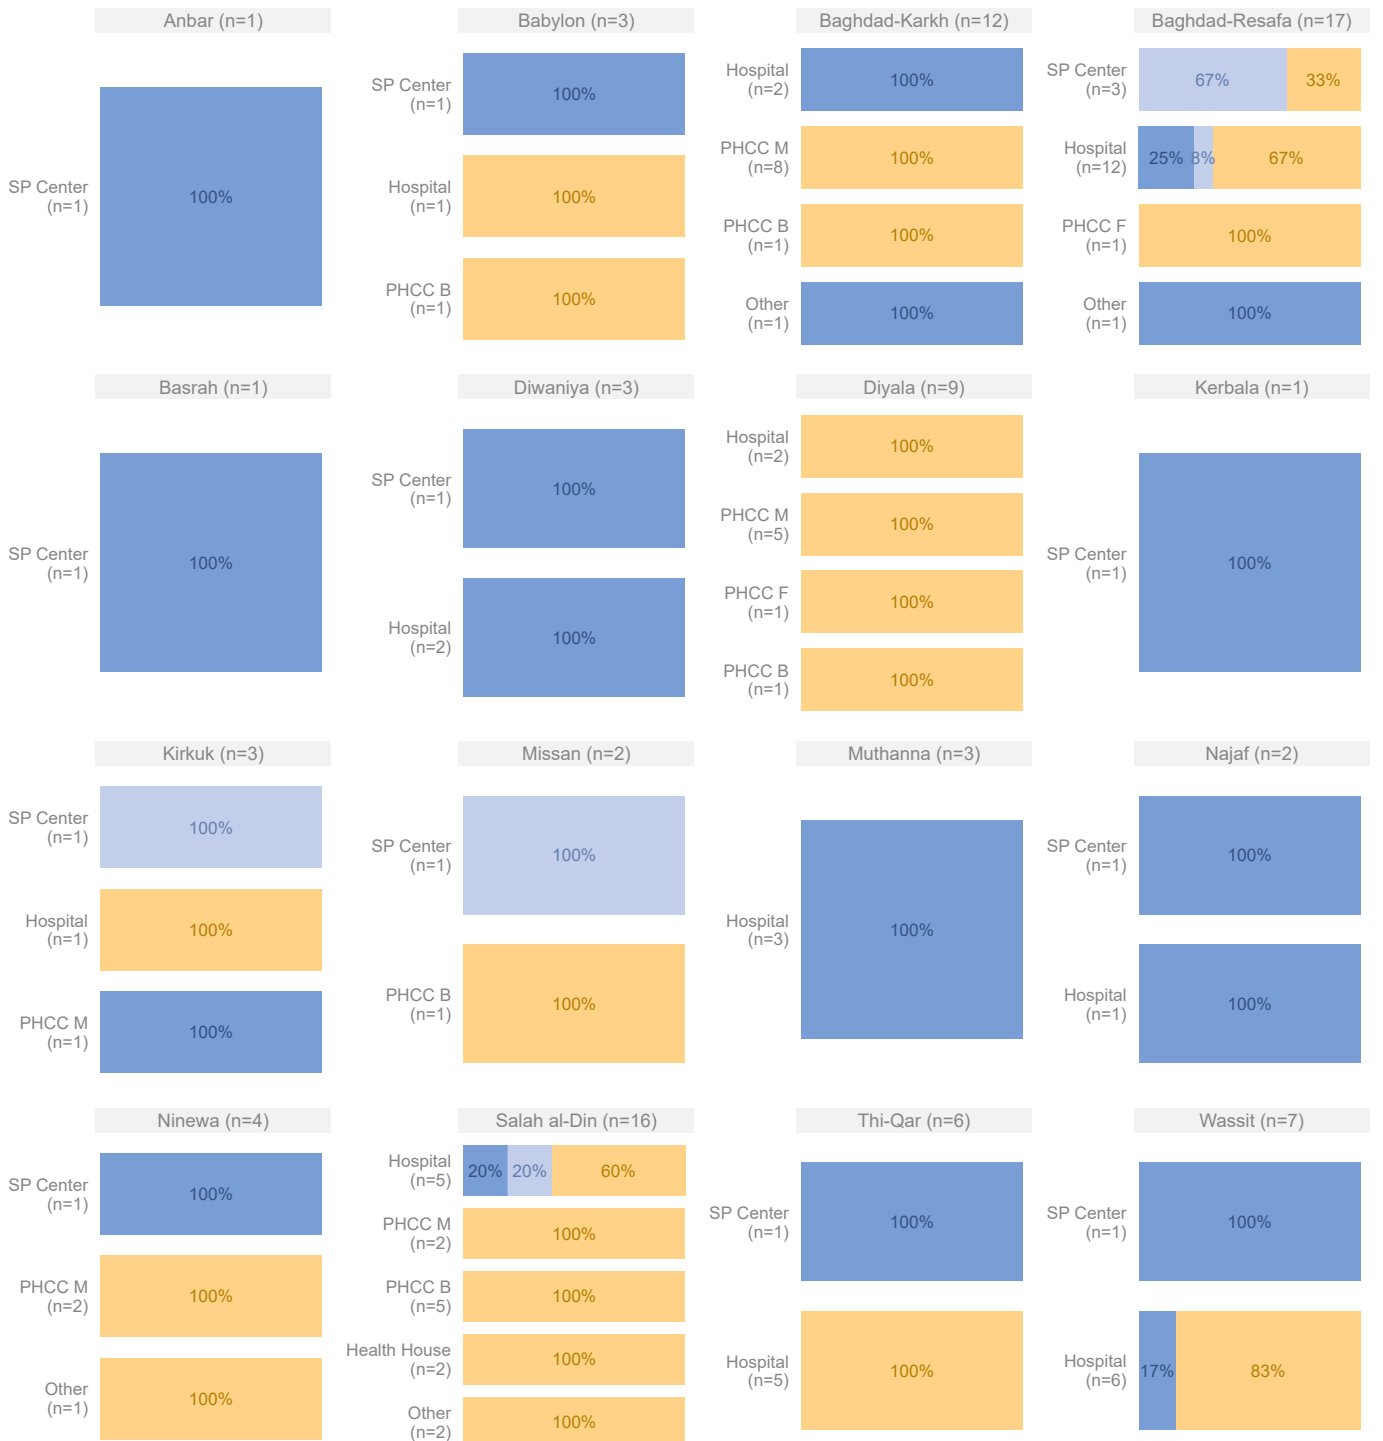 Anbar (n=1)
SP Center
(n=1)
100%
Babylon (n=3)
SP Center
(n=1)
100%
Hospital
(n=1)
100%
PHCC B
(n=1)
100%
Baghdad-Karkh (n=12)
Hospital
(n=2)
100%
PHCC M
(n=8)
100%
PHCC B
(n=1)
100%
Other
(n=1)
100%
Baghdad-Resafa (n=17)
SP Center
(n=3)
67% 33%
Hospital
(n=12)
25% 8% 67%
PHCC F
(n=1)
100%
Other
(n=1)
100%
Basrah (n=1)
SP Center
(n=1)
100%
Diwaniya (n=3)
SP Center
(n=1)
100%
Hospital
(n=2)
100%
Diyala (n=9)
Hospital
(n=2)
100%
PHCC M
(n=5)
100%
PHCC F
(n=1)
100%
PHCC B
(n=1)
100%
Kerbala (n=1)
SP Center
(n=1)
100%
Kirkuk (n=3)
SP Center
(n=1)
100%
Hospital
(n=1)
100%
PHCC M
(n=1)
100%
Missan (n=2)
SP Center
(n=1)
100%
PHCC B
(n=1)
100%
Muthanna (n=3)
Hospital
(n=3)
100%
Najaf (n=2)
SP Center
(n=1)
100%
Hospital
(n=1)
100%
Ninewa (n=4)
SP Center
(n=1)
100%
PHCC M
(n=2)
100%
Other
(n=1)
100%
Salah al-Din (n=16)
Hospital
(n=5)
20% 20% 60%
PHCC M
(n=2)
100%
PHCC B
(n=5)
100%
Health House
(n=2)
100%
Other
(n=2)
100%
Thi-Qar (n=6)
SP Center
(n=1)
100%
Hospital
(n=5)
100%
Wassit (n=7)
SP Center
(n=1)
100%
Hospital
(n=6)
17% 83%